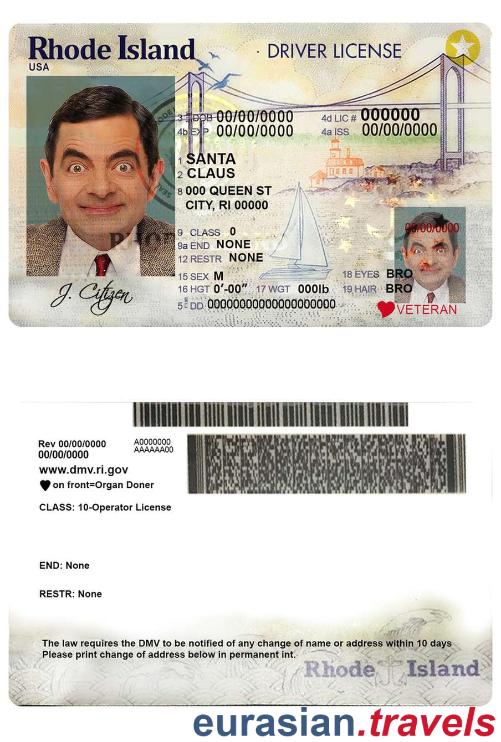 Rhode Island
USA
DRIVER LICENSE
3 DOB 00/00/0000
4d LIC # 000000
4b EXP 00/00/0000
4a ISS 00/00/0000
1 SANTA
2 CLAUS
8 000 QUEEN ST
CITY, RI 00000
9 CLASS 0
9a END NONE
12 RESTR NONE
15 SEX M
18 EYES BRO
16 HGT 0'-00" 17 WGT 000lb
19 HAIR BRO
5 DD 00000000000000000000
00/00/0000
VETERAN
J. Citizen
Rev 00/00/0000
00/00/0000
A0000000
AAAAAA00
www.dmv.ri.gov
on front=Organ Doner
CLASS: 10-Operator License
END: None
RESTR: None
The law requires the DMV to be notified of any change of name or address within 10 days
Please print change of address below in permanent int.
Rhode Island
eurasian.travels